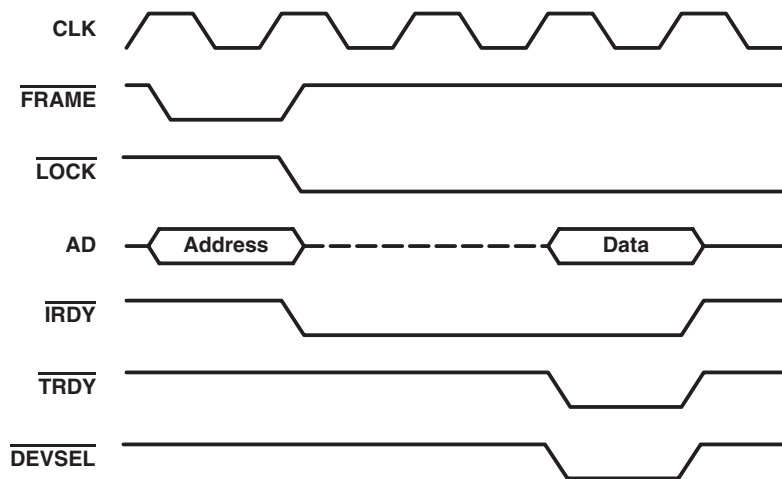 CLK
FRAME
LOCK
AD Address Data
IRDY
TRDY
DEVSEL